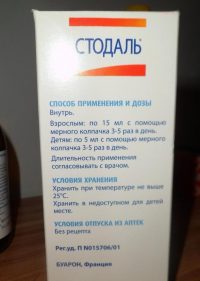 СТОДАЛЬ®
СПОСОБ ПРИМЕНЕНИЯ И ДОЗЫ
Внутрь.
Взрослым: по 15 мл с помощью
мерного колпачка 3-5 раз в день.
Детям: по 5 мл с помощью мерного
колпачка 3-5 раз в день.
Длительность применения
согласовывать с врачом.
УСЛОВИЯ ХРАНЕНИЯ
Хранить при температуре не выше
25°С.
Хранить в недоступном для детей
месте.
УСЛОВИЯ ОТПУСКА ИЗ АПТЕК
Без рецепта
Рег.уд. П N015706/01
БУАРОН, Франция